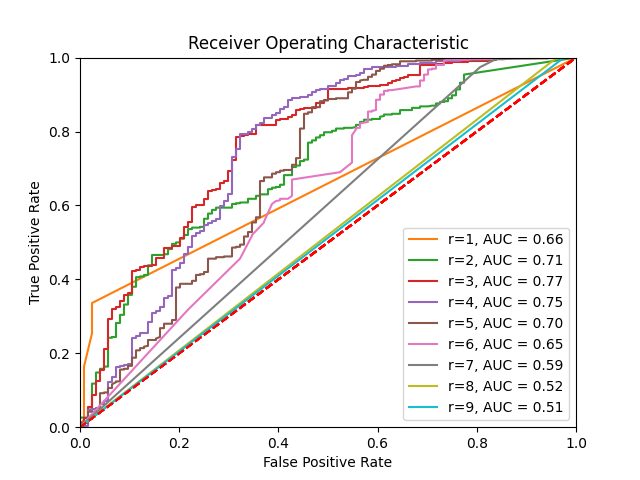 Receiver Operating Characteristic
True Positive Rate
1.0
0.8
0.6
0.4
0.2
0.0
r=1, AUC = 0.66
r=2, AUC = 0.71
r=3, AUC = 0.77
r=4, AUC = 0.75
r=5, AUC = 0.70
r=6, AUC = 0.65
r=7, AUC = 0.59
r=8, AUC = 0.52
r=9, AUC = 0.51
0.0 0.2 0.4 0.6 0.8 1.0
False Positive Rate